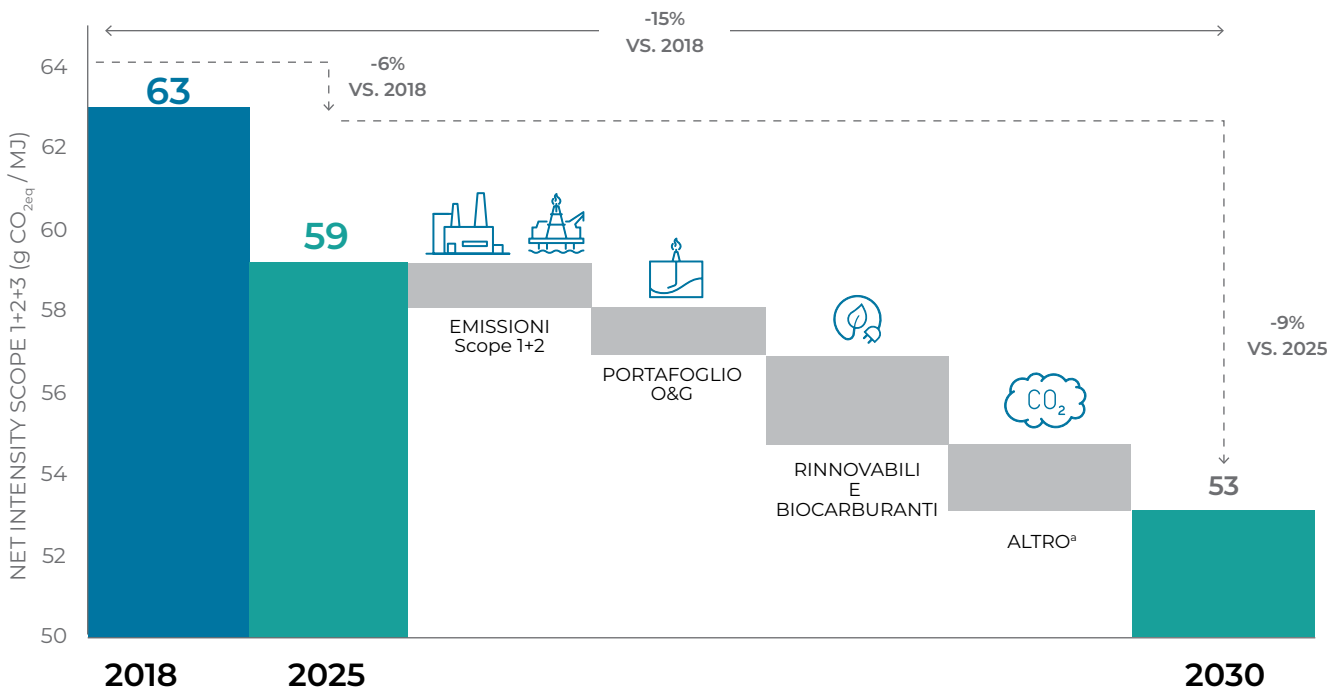 -15%
VS. 2018
-6%
VS. 2018
NET INTENSITY SCOPE 1+2+3 (g CO₂eq / MJ)
64
62
60
58
56
54
52
50
63
59
EMISSIONI
Scope 1+2
PORTAFOGLIO
O&G
RINNOVABILI
E
BIOCARBURANTI
CO₂
ALTROᵃ
-9%
VS. 2025
53
2018
2025
2030